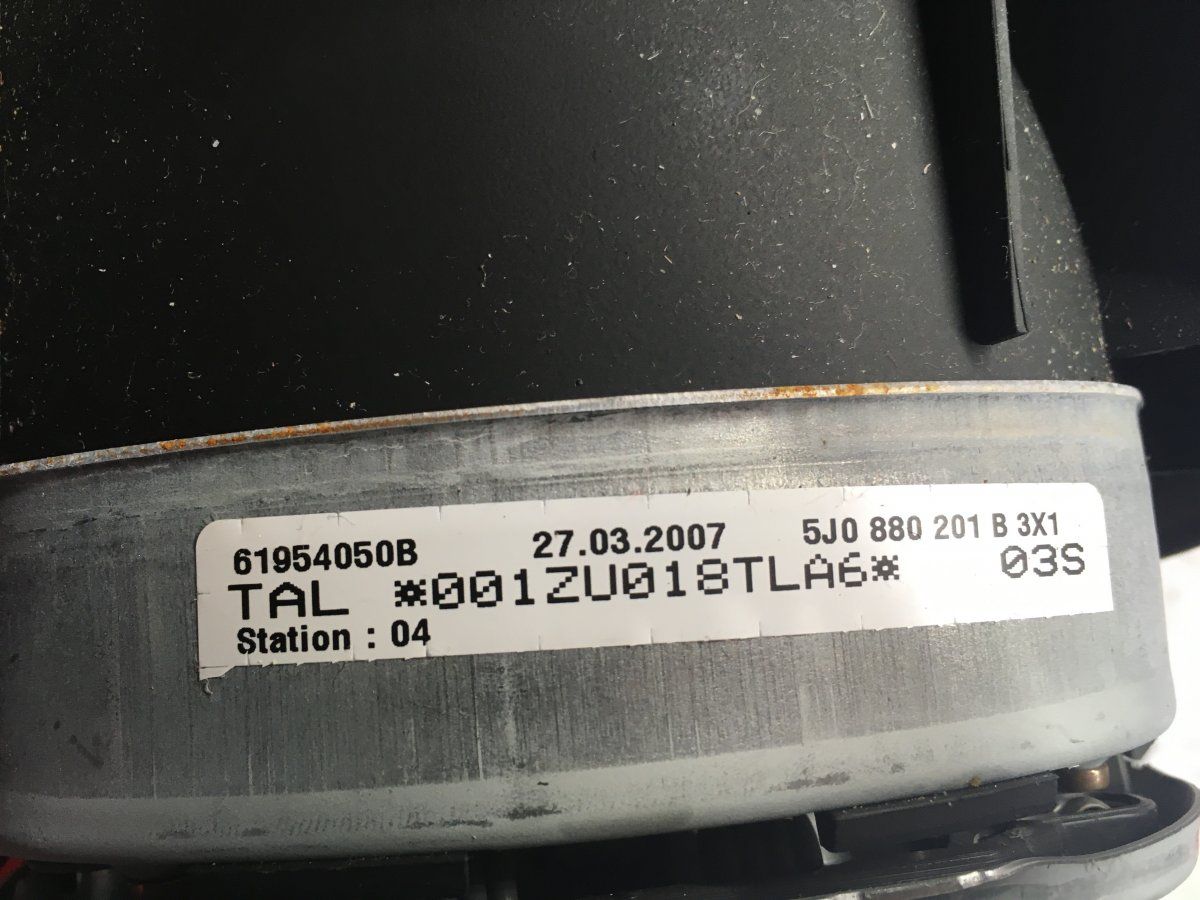 61954050B 27.03.2007 5J0 880 201 B 3X1
TAL *001ZU018TLA6* 03S
Station : 04